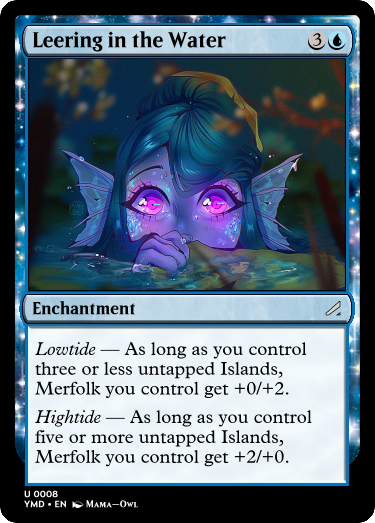 Leering in the Water 3
Enchantment
Lowtide — As long as you control
three or less untapped Islands,
Merfolk you control get +0/+2.
Hightide — As long as you control
five or more untapped Islands,
Merfolk you control get +2/+0.
U 0008
YMD • EN Mama-Owl